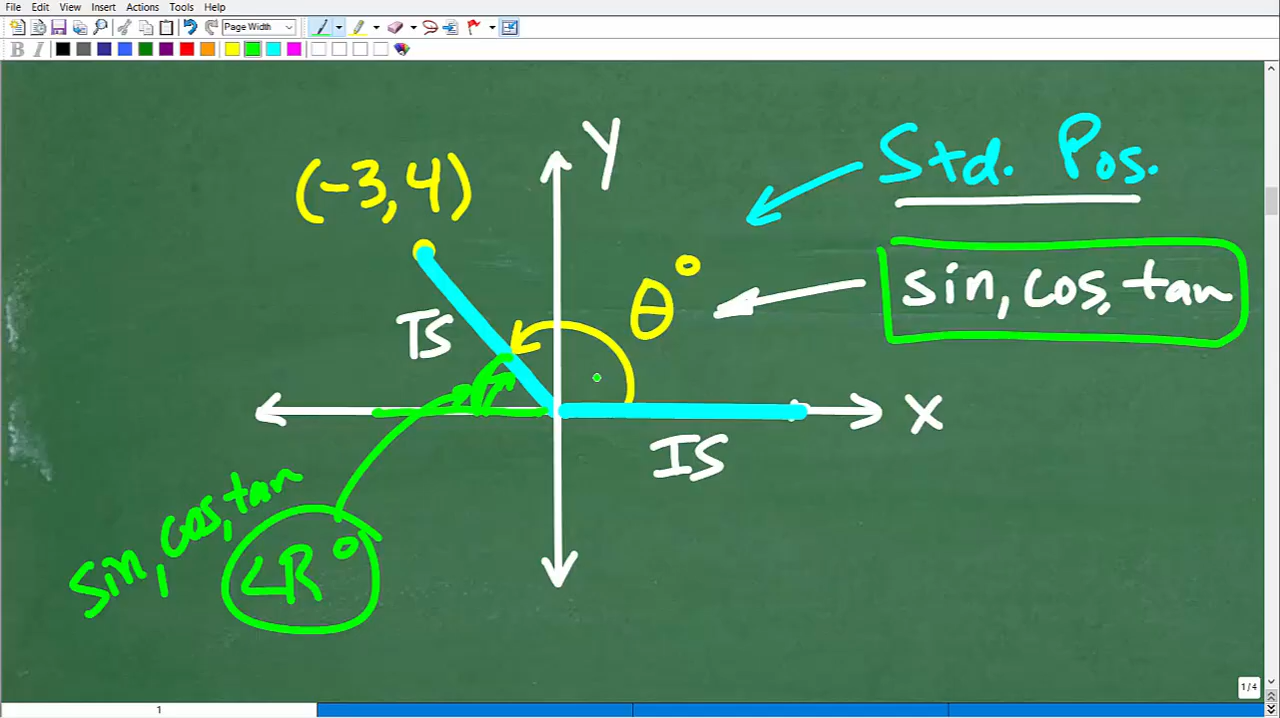 File Edit View Insert Actions Tools Help
Page Width
B I
Y
Std. Pos.
(-3,4)
θ°
sin, cos, tan
TS
X
IS
sin, cos, tan
∠R°
1/4
1